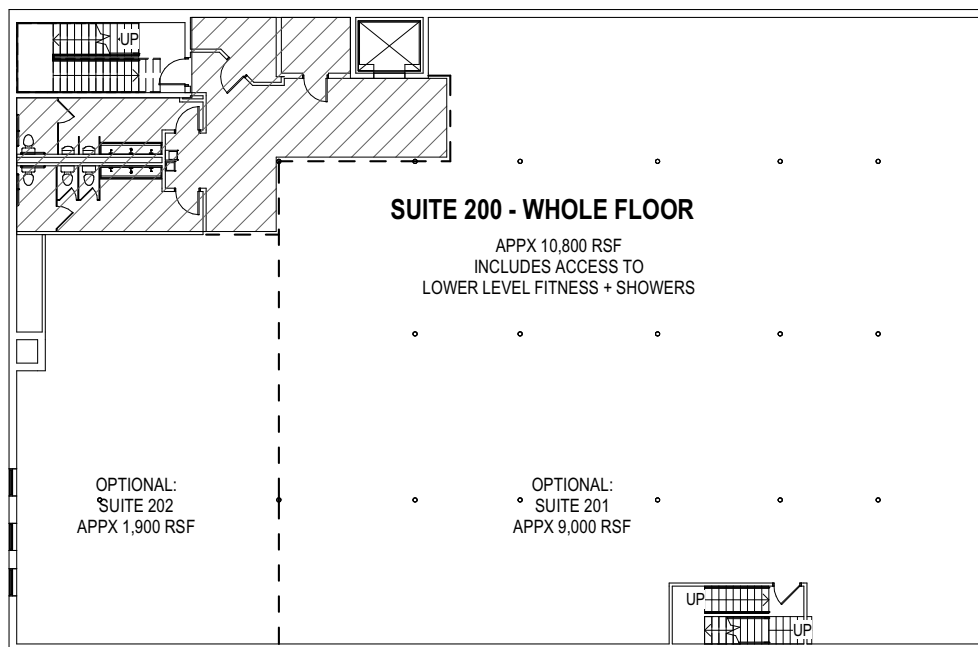 UP
SUITE 200 - WHOLE FLOOR
APPX 10,800 RSF
INCLUDES ACCESS TO
LOWER LEVEL FITNESS + SHOWERS
OPTIONAL:
SUITE 202
APPX 1,900 RSF
OPTIONAL:
SUITE 201
APPX 9,000 RSF
UP
UP